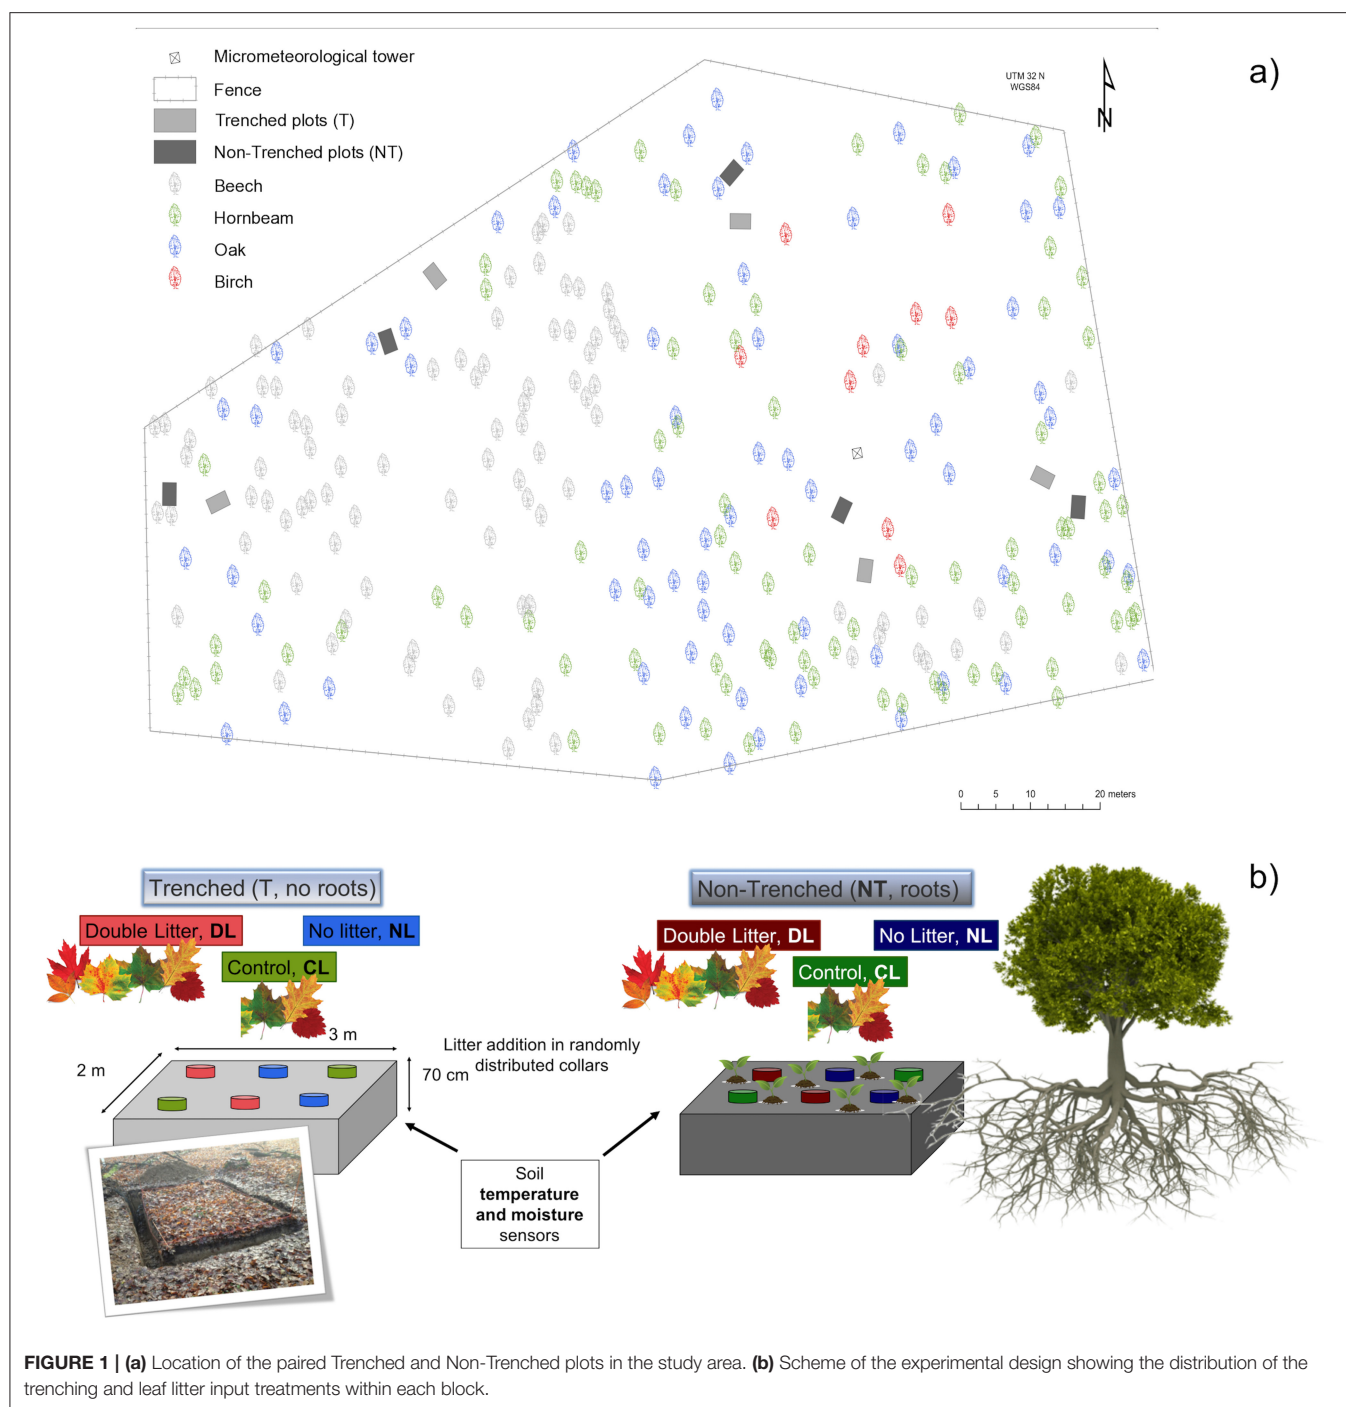 Micrometeorological tower
Fence
Trenched plots (T)
Non-Trenched plots (NT)
Beech
Hornbeam
Oak
Birch
UTM 32 N
WGS84
N
a)
0 5 10 20 meters
b)
Trenched (T, no roots)
Double Litter, DL
No litter, NL
Control, CL
3 m
2 m
70 cm
Litter addition in randomly
distributed collars
Soil
temperature
and moisture
sensors
Non-Trenched (NT, roots)
Double Litter, DL
No Litter, NL
Control, CL
FIGURE 1 | (a) Location of the paired Trenched and Non-Trenched plots in the study area. (b) Scheme of the experimental design showing the distribution of the
trenching and leaf litter input treatments within each block.